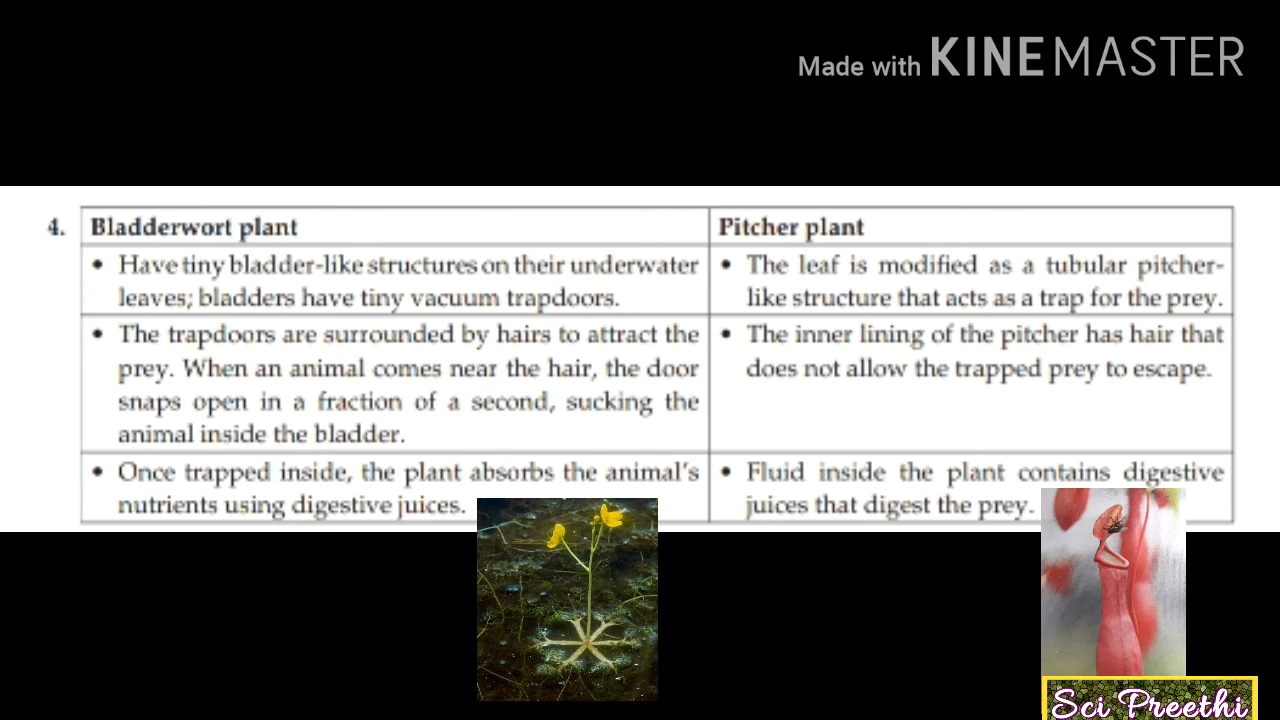 Made with KINEMASTER
4. Bladderwort plant
Pitcher plant
• Have tiny bladder-like structures on their underwater
leaves; bladders have tiny vacuum trapdoors.
• The leaf is modified as a tubular pitcher-
like structure that acts as a trap for the prey.
• The trapdoors are surrounded by hairs to attract the
prey. When an animal comes near the hair, the door
snaps open in a fraction of a second, sucking the
animal inside the bladder.
• The inner lining of the pitcher has hair that
does not allow the trapped prey to escape.
• Once trapped inside, the plant absorbs the animal's
nutrients using digestive juices.
• Fluid inside the plant contains digestive
juices that digest the prey.
Sci Preethi